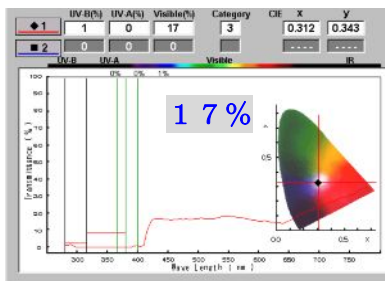 UV-B(%) UV-A(%) Visible(%) Category CIE x y
◆1 1 0 17 3 0.312 0.343
■2 0 0 0 0 ---- ----
UV-B UV-A Visible IR
0% 0% 1%
17%
Transmittance (%)
100
90
80
70
60
50
40
30
20
10
0
300 350 400 450 500 550 600 650 700 750
Wave Length ( nm )
y
0.5
0.0 0.5 X